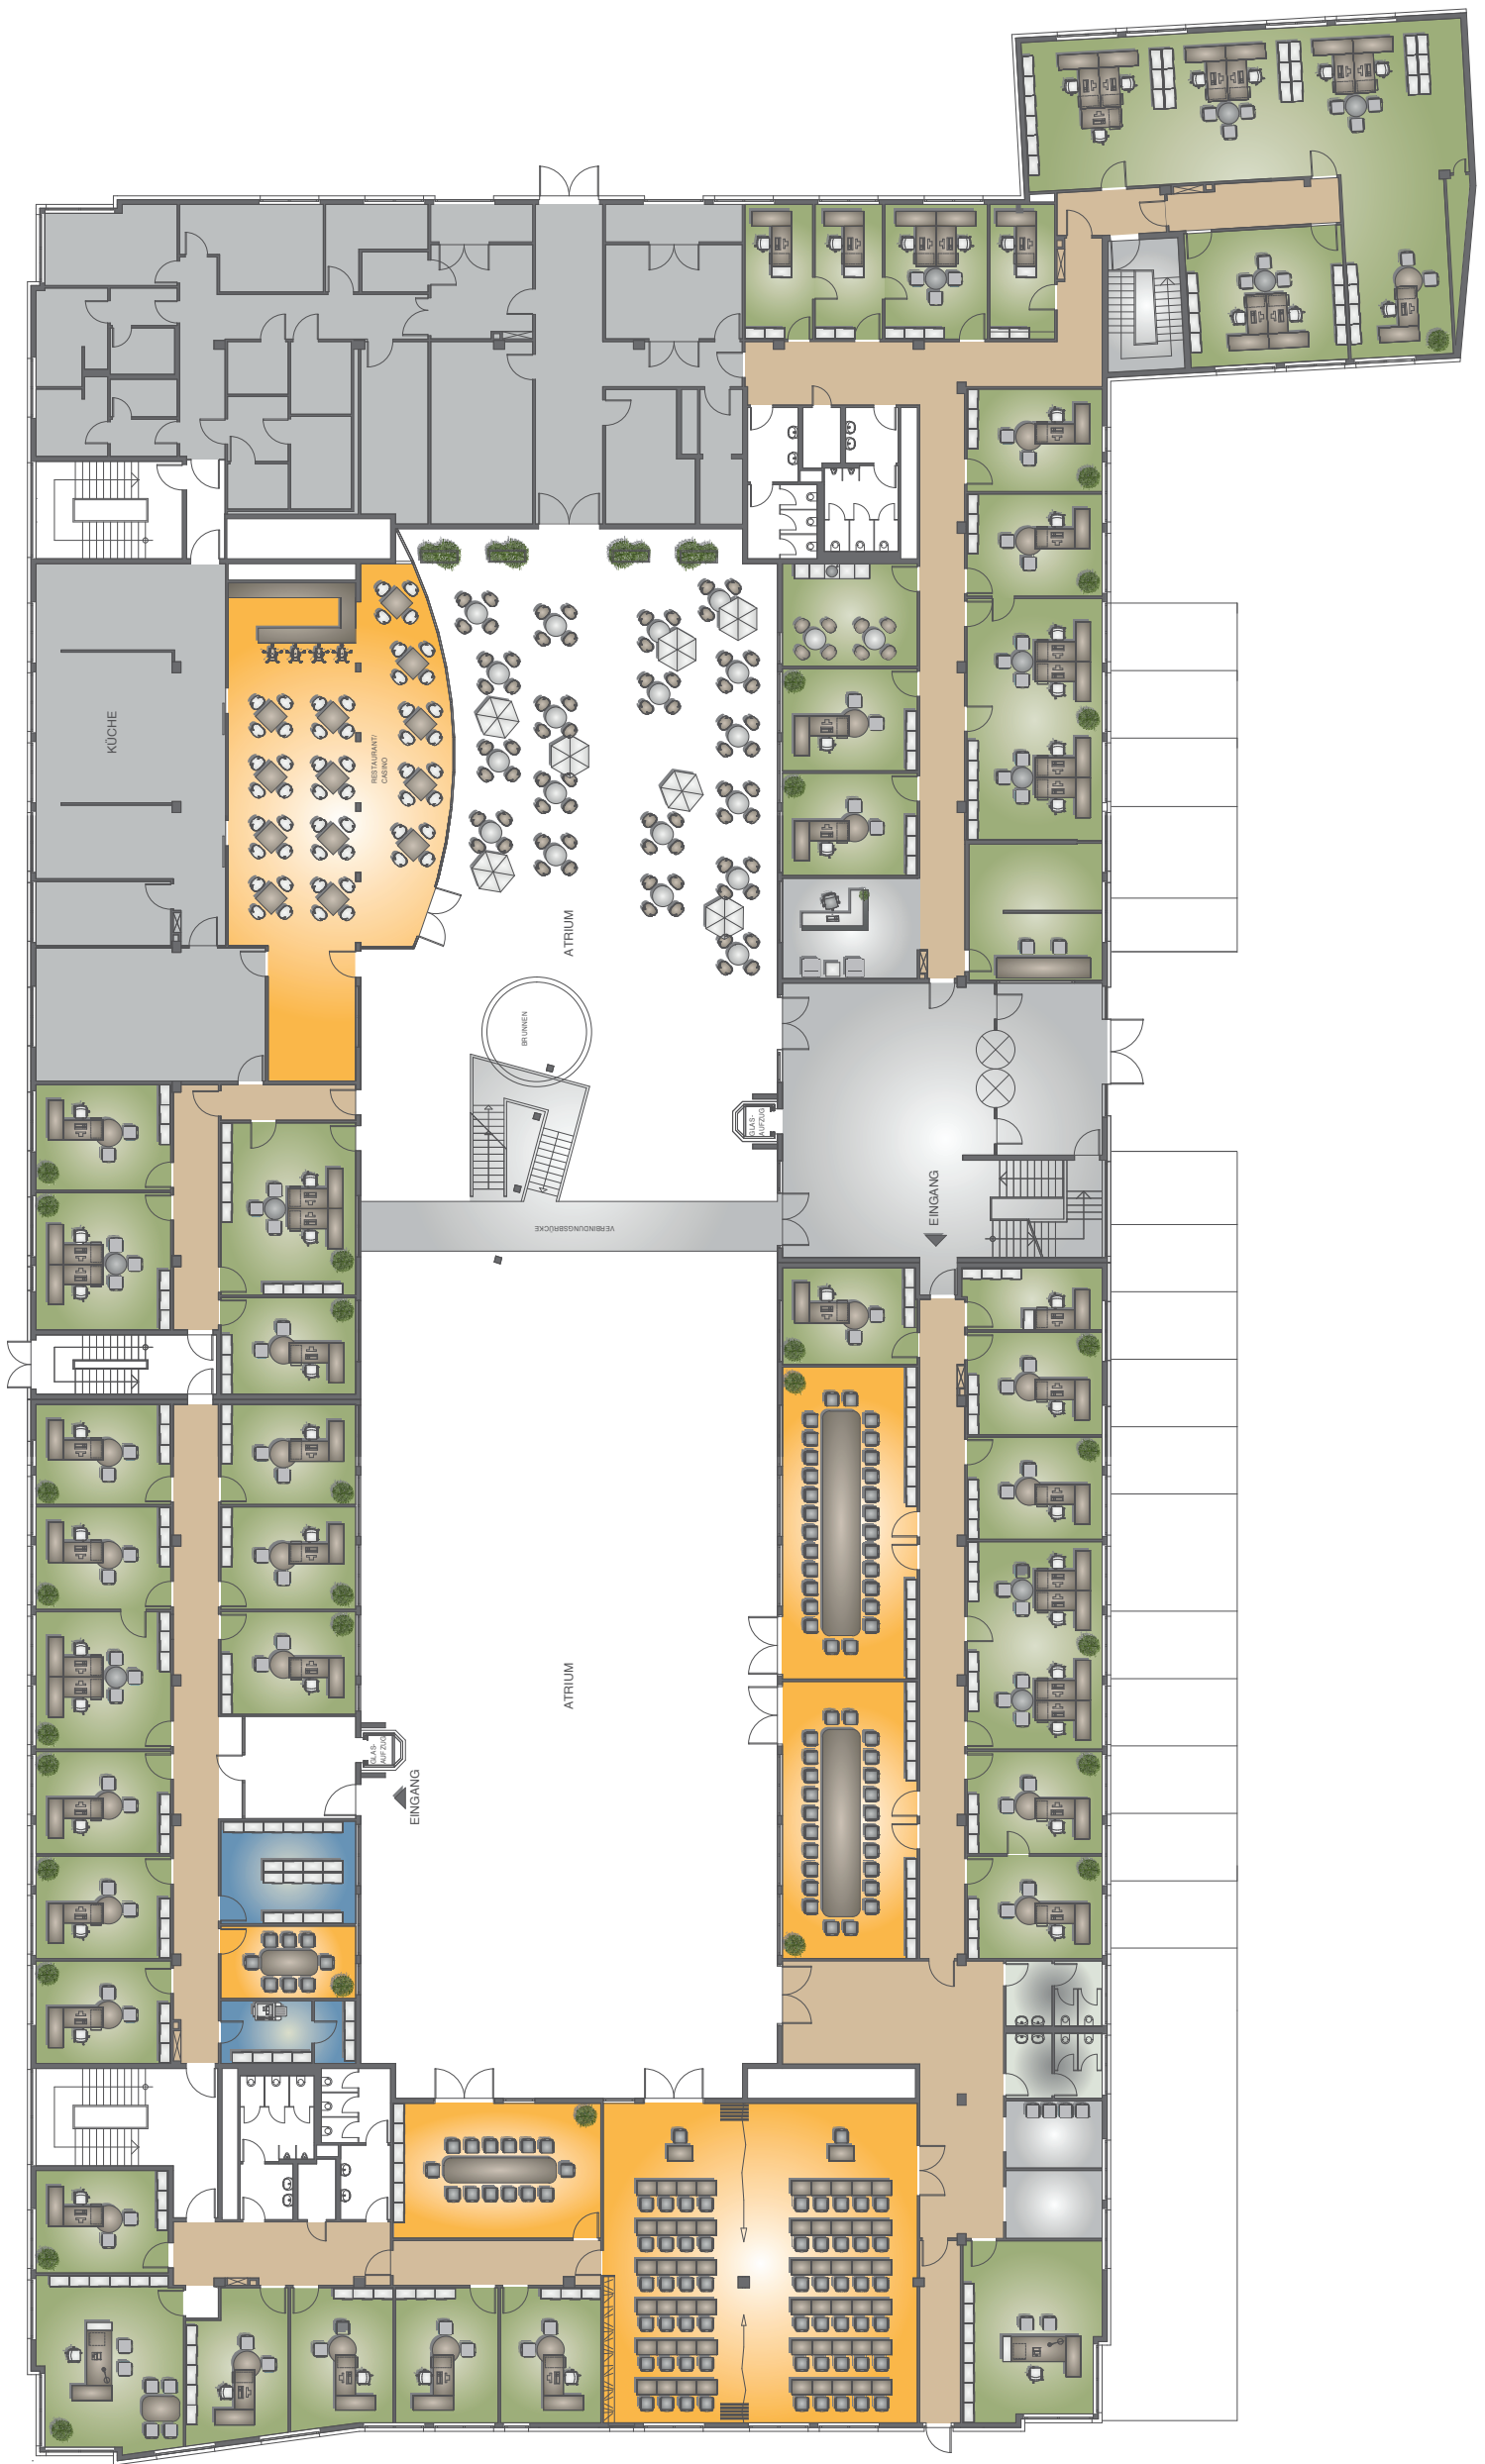 KÜCHE
RESTAURANT/
CASINO
ATRIUM
BRUNNEN
GLAS-
AUFZUG
EINGANG
VERBINDUNGSBRÜCKE
ATRIUM
GLAS-
AUFZUG
EINGANG